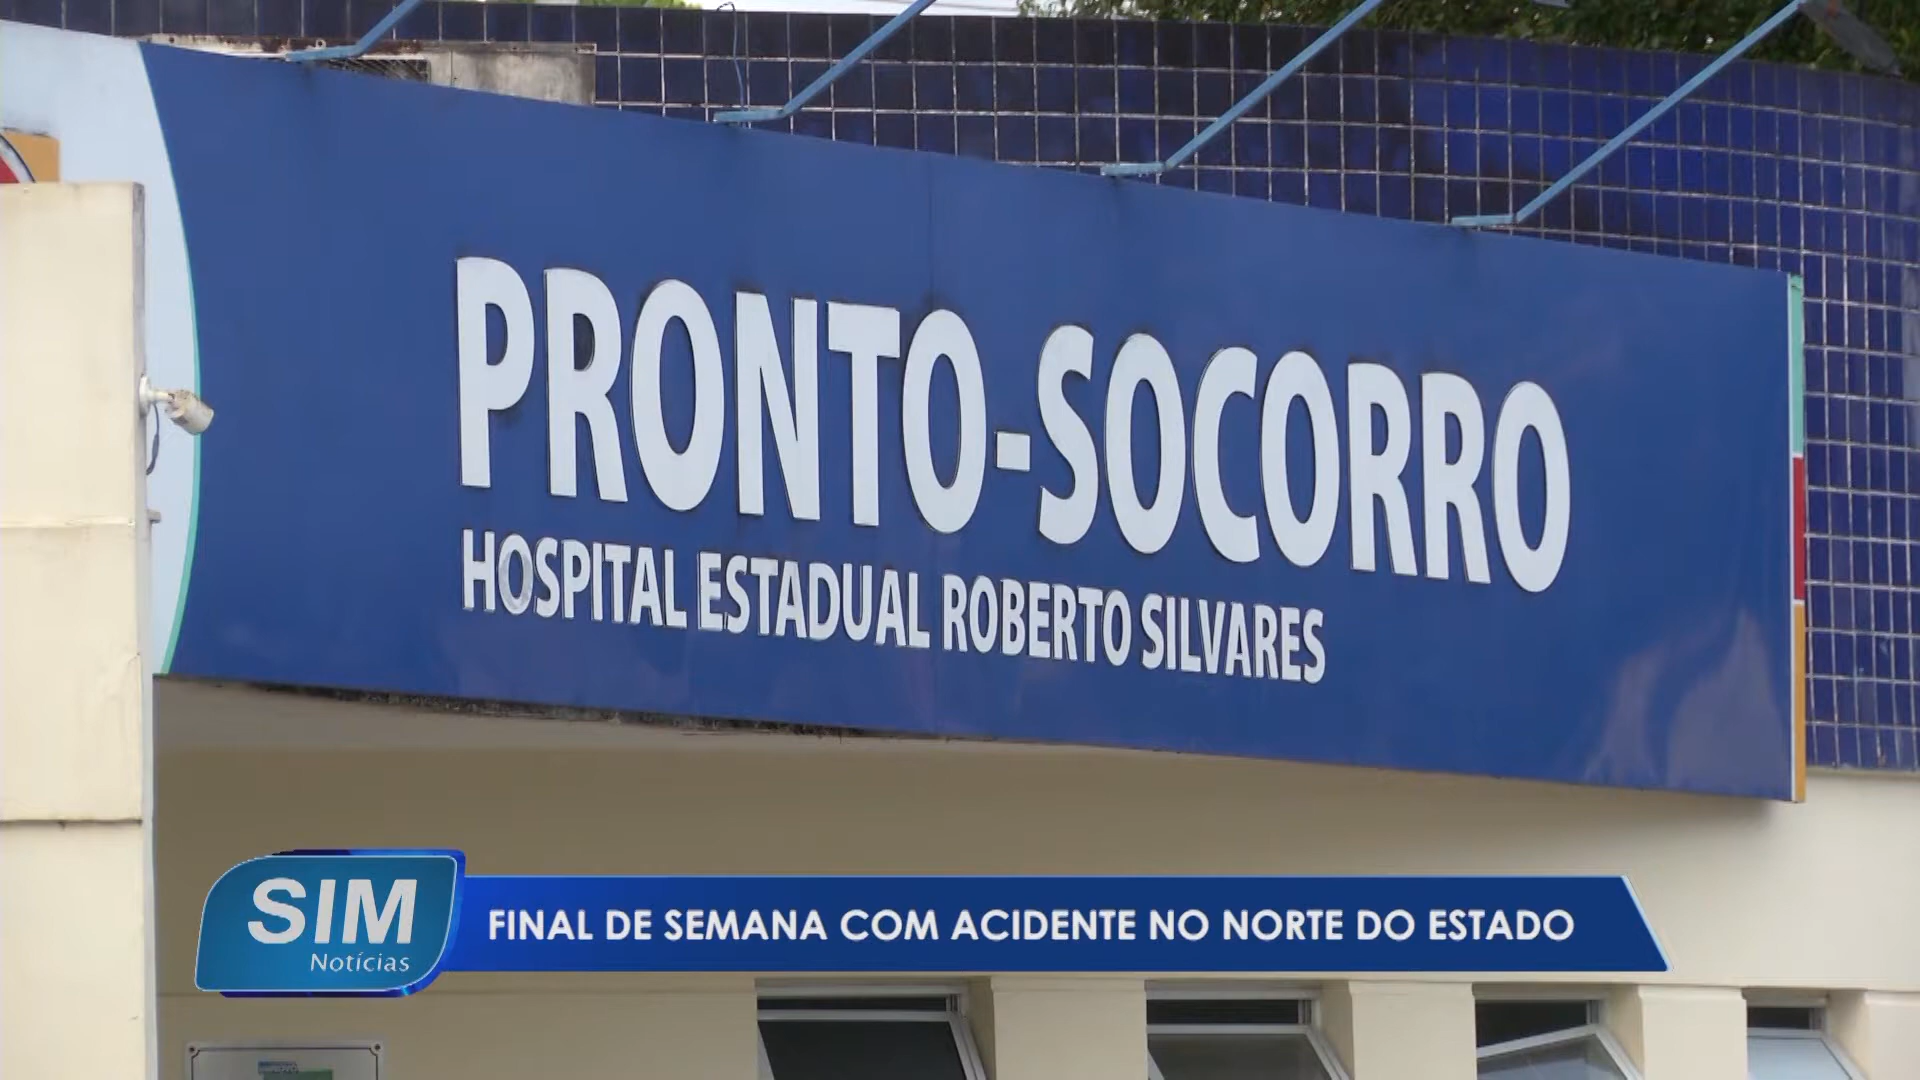 PRONTO-SOCORRO
HOSPITAL ESTADUAL ROBERTO SILVARES
SIM
Notícias
FINAL DE SEMANA COM ACIDENTE NO NORTE DO ESTADO